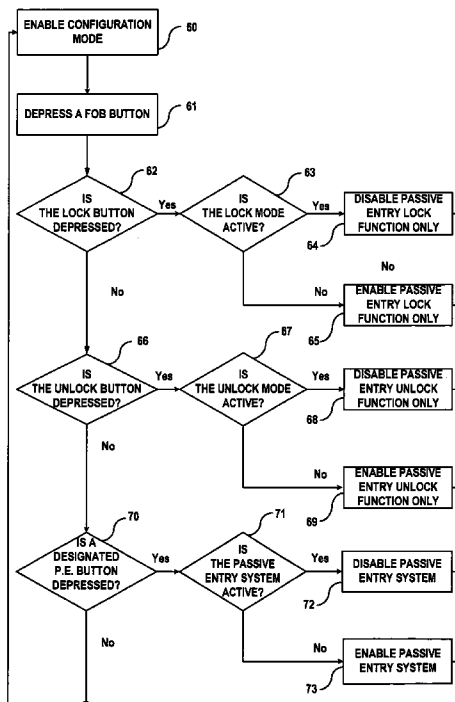 ENABLE CONFIGURATION
MODE
60
DEPRESS A FOB BUTTON
61
62
IS
THE LOCK BUTTON
DEPRESSED?
Yes
63
IS
THE LOCK MODE
ACTIVE?
Yes
DISABLE PASSIVE
ENTRY LOCK
FUNCTION ONLY
64
No
No
No
ENABLE PASSIVE
ENTRY LOCK
FUNCTION ONLY
65
66
IS
THE UNLOCK BUTTON
DEPRESSED?
Yes
67
IS
THE UNLOCK MODE
ACTIVE?
Yes
DISABLE PASSIVE
ENTRY UNLOCK
FUNCTION ONLY
68
No
No
ENABLE PASSIVE
ENTRY UNLOCK
FUNCTION ONLY
69
70
IS A
DESIGNATED
P.E. BUTTON
DEPRESSED?
Yes
71
IS
THE PASSIVE
ENTRY SYSTEM
ACTIVE?
Yes
DISABLE PASSIVE
ENTRY SYSTEM
72
No
No
ENABLE PASSIVE
ENTRY SYSTEM
73